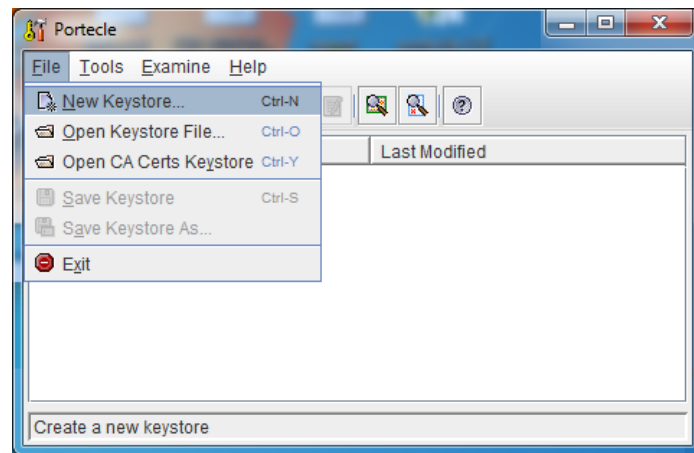 Portecle
File Tools Examine Help
New Keystore... Ctrl-N
Open Keystore File... Ctrl-O
Open CA Certs Keystore Ctrl-Y
Last Modified
Save Keystore Ctrl-S
Save Keystore As...
Exit
Create a new keystore